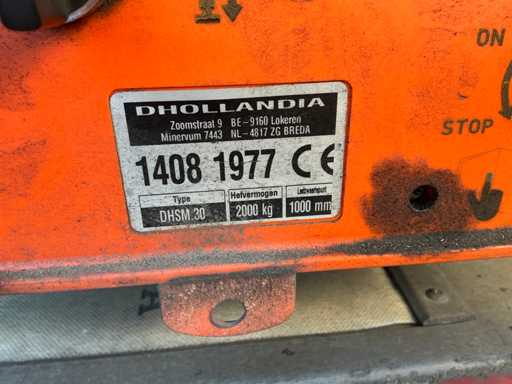 ON
DHOLLANDIA
Zoomstraat 9 BE-9160 Lokeren
Minervum 7443 NL-4817 ZG BREDA
STOP
1408 1977 CE
Type Hefvermogen Lastzwaartepunt
DHSM.30 2000 kg 1000 mm